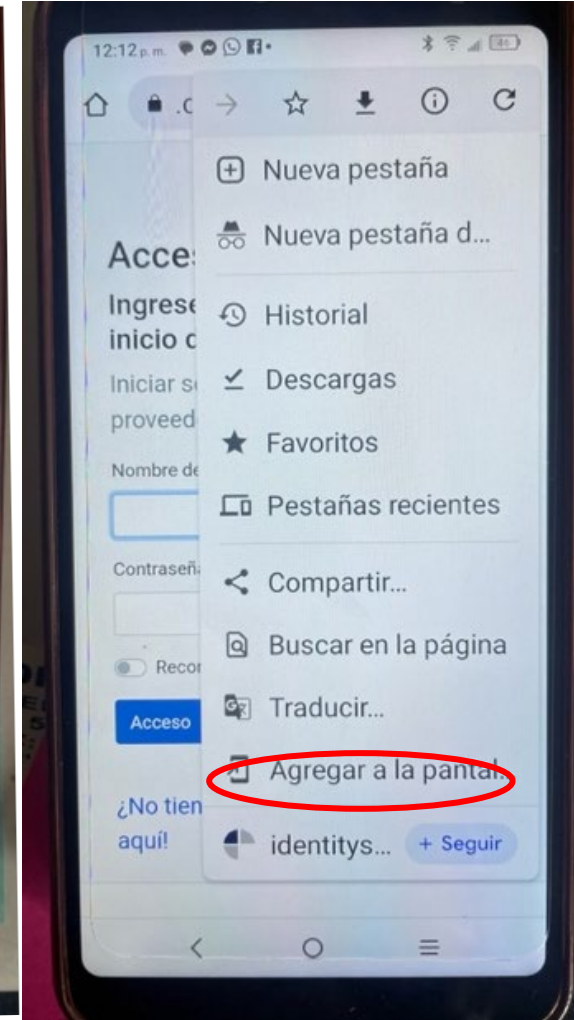 12:12 p. m.
46
.c
Nueva pestaña
Nueva pestaña d...
Acce
Ingrese
inicio
Historial
Iniciar s
proveed
Descargas
Favoritos
Nombre de
Pestañas recientes
Contraseñ
Compartir...
Buscar en la página
Recor
Traducir...
Acceso
Agregar a la pantal.
¿No tien
aquí!
identitys...
+ Seguir